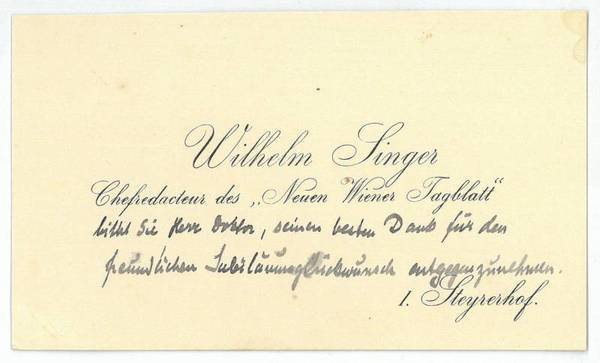 Wilhelm Singer
Chefredacteur des „Neuen Wiener Tagblatt“
bittet Sie Herr Doktor, seinen besten Dank für den
freundlichen Jubiläumsglückwunsch entgegenzunehmen.
I. Steyrerhof.